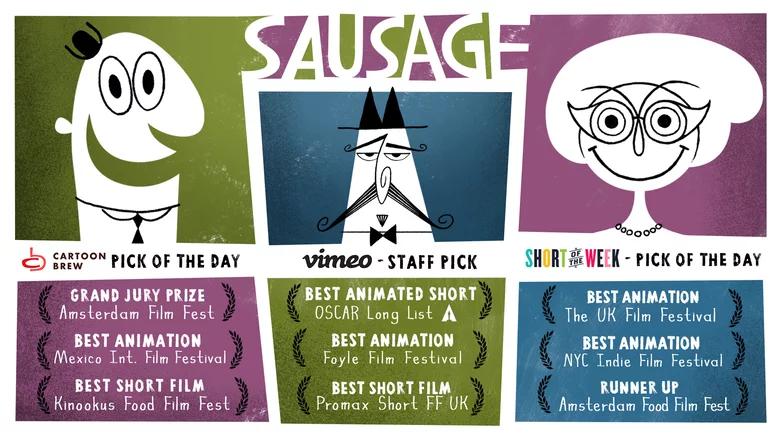 SAUSAGE
CARTOON BREW PICK OF THE DAY
vimeo - STAFF PICK
SHORT OF THE WEEK - PICK OF THE DAY
GRAND JURY PRIZE
Amsterdam Film Fest
BEST ANIMATION
Mexico Int. Film Festival
BEST SHORT FILM
Kinookus Food Film Fest
BEST ANIMATED SHORT
OSCAR Long List
BEST ANIMATION
Foyle Film Festival
BEST SHORT FILM
Promax Short FF UK
BEST ANIMATION
The UK Film Festival
BEST ANIMATION
NYC Indie Film Festival
RUNNER UP
Amsterdam Food Film Fest